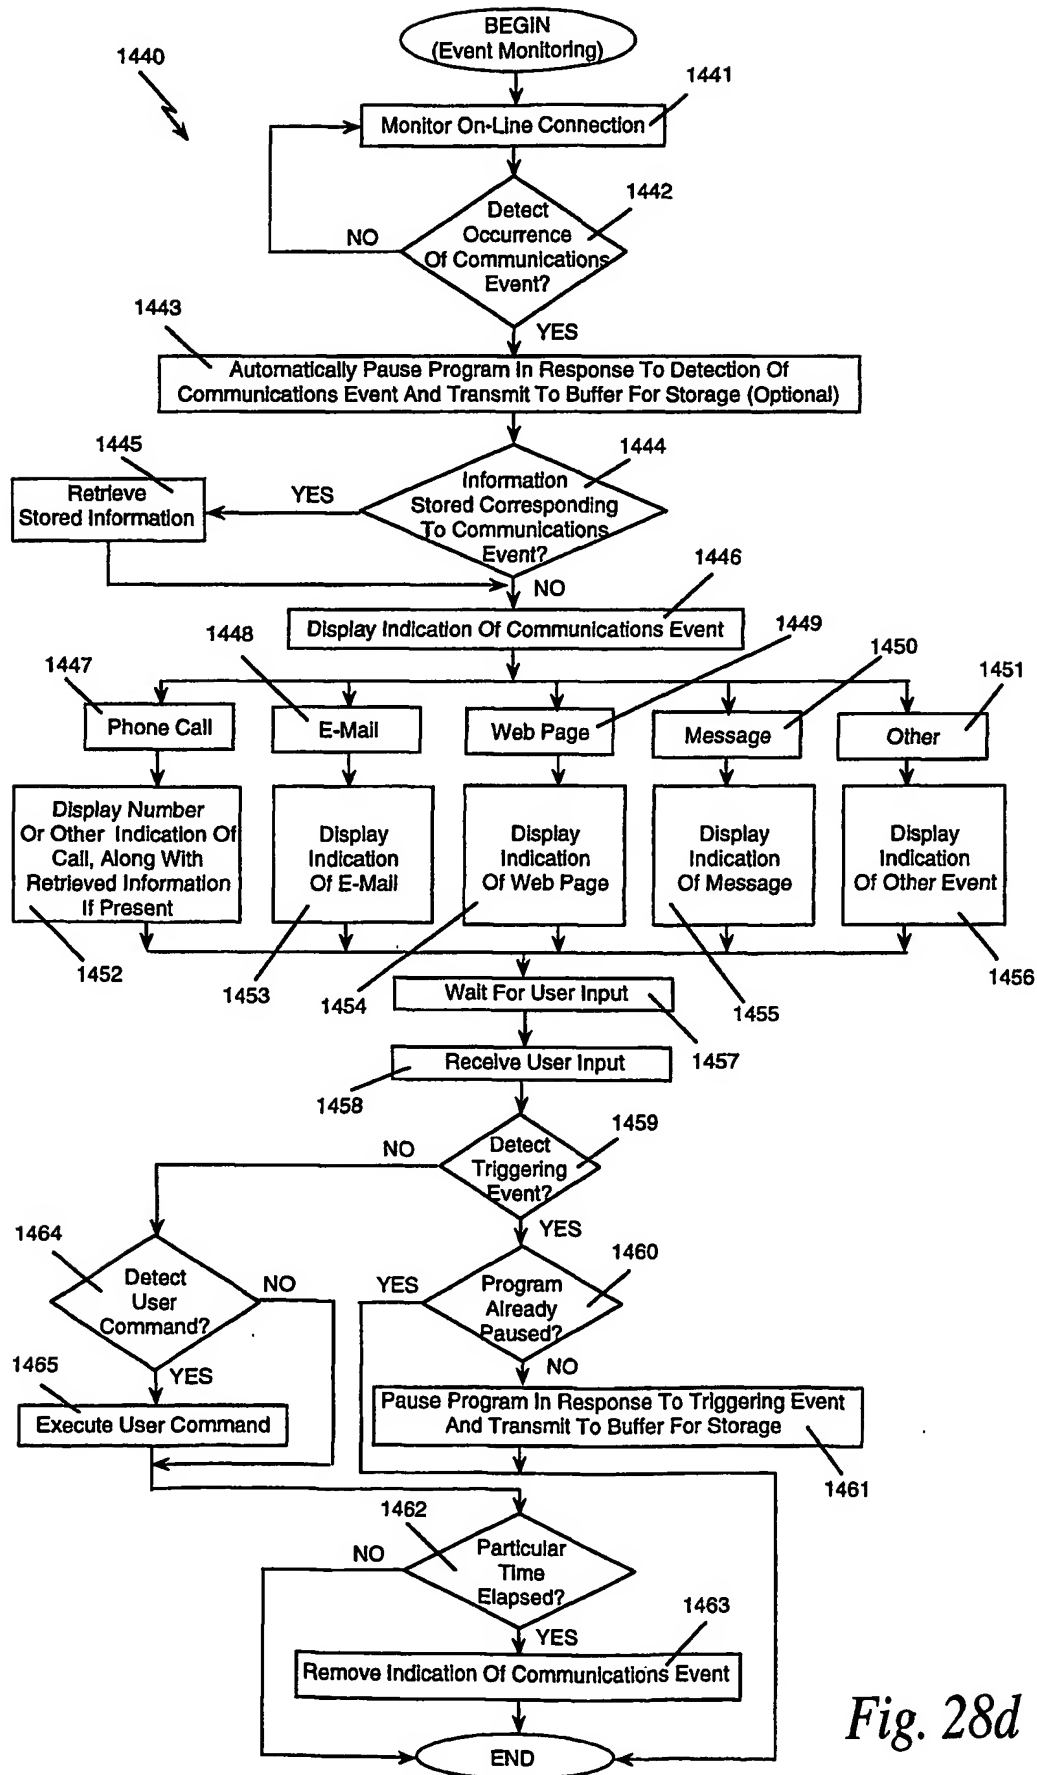 BEGIN
(Event Monitoring)
1440
1441
Monitor On-Line Connection
1442
Detect
Occurrence
Of Communications
Event?
NO
YES
1443
Automatically Pause Program In Response To Detection Of
Communications Event And Transmit To Buffer For Storage (Optional)
1444
1445
Information
Stored Corresponding
To Communications
Event?
YES
Retrieve
Stored Information
NO
1446
Display Indication Of Communications Event
1447
1448
1449
1450
1451
Phone Call
E-Mail
Web Page
Message
Other
Display Number
Or Other Indication Of
Call, Along With
Retrieved Information
If Present
Display
Indication
Of E-Mail
Display
Indication
Of Web Page
Display
Indication
Of Message
Display
Indication
Of Other Event
1452
1453
1454
1455
1456
Wait For User Input
1457
Receive User Input
1458
1459
Detect
Triggering
Event?
NO
YES
1464
Detect
User
Command?
NO
YES
1460
Program
Already
Paused?
YES
NO
1465
Execute User Command
Pause Program In Response To Triggering Event
And Transmit To Buffer For Storage
1461
1462
Particular
Time
Elapsed?
NO
YES
1463
Remove Indication Of Communications Event
END
Fig. 28d